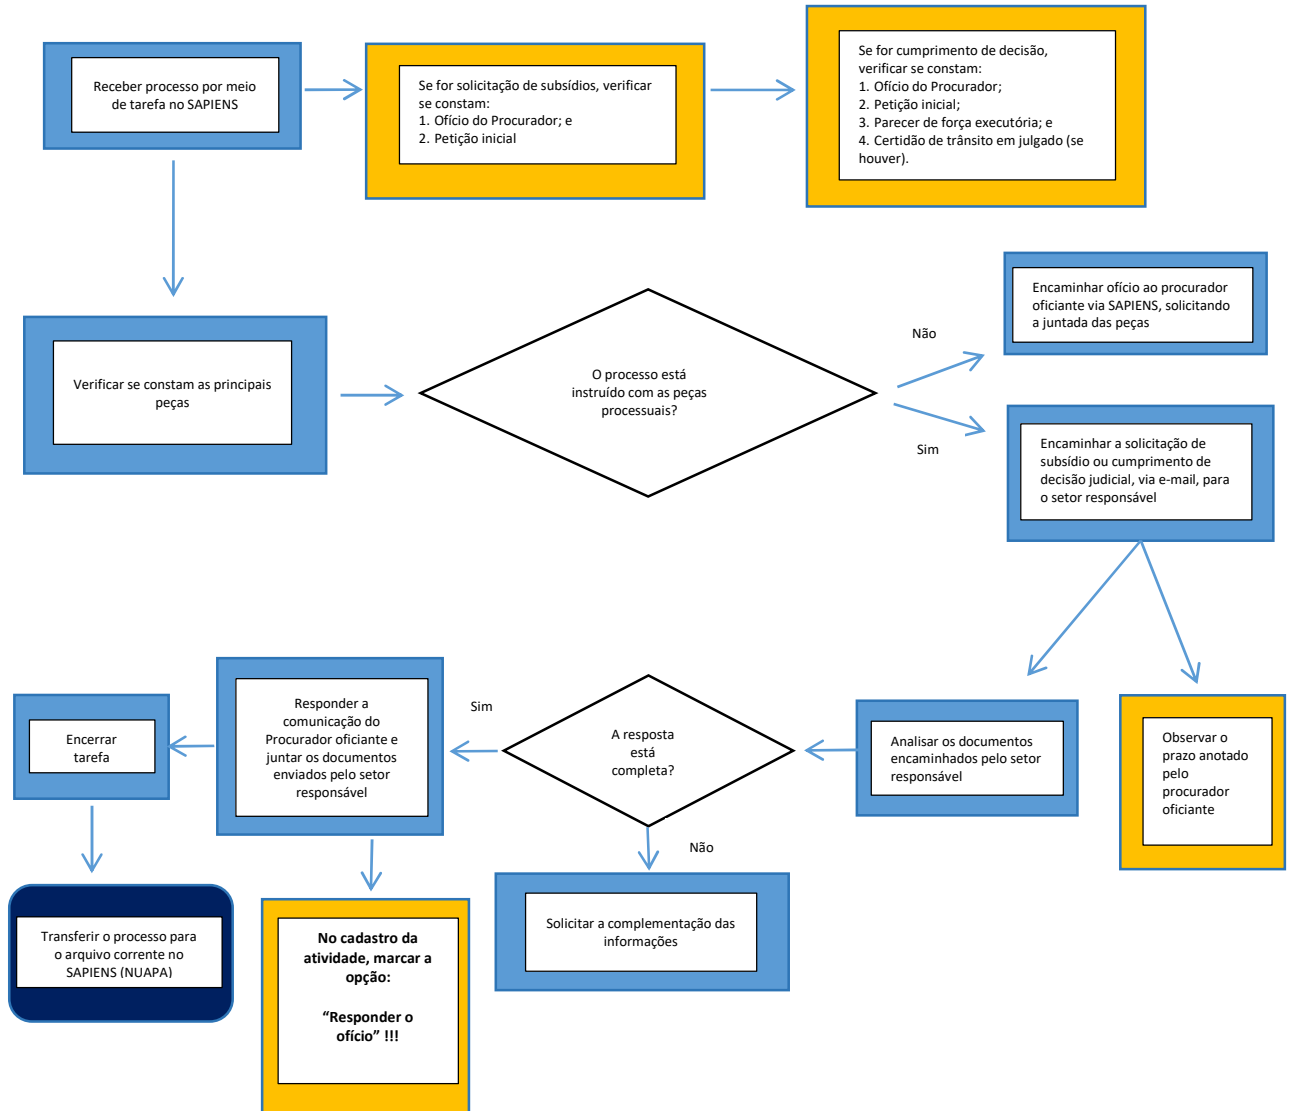 Receber processo por meio
de tarefa no SAPIENS
Se for solicitação de subsídios, verificar
se constam:
1. Ofício do Procurador; e
2. Petição inicial
Se for cumprimento de decisão,
verificar se constam:
1. Ofício do Procurador;
2. Petição inicial;
3. Parecer de força executória; e
4. Certidão de trânsito em julgado (se
houver).
Verificar se constam as principais
peças
O processo está
instruído com as peças
processuais?
Não
Encaminhar ofício ao procurador
oficiante via SAPIENS, solicitando
a juntada das peças
Sim
Encaminhar a solicitação de
subsídio ou cumprimento de
decisão judicial, via e-mail, para
o setor responsável
Observar o
prazo anotado
pelo
procurador
oficiante
Analisar os documentos
encaminhados pelo setor
responsável
A resposta
está
completa?
Sim
Não
Solicitar a complementação das
informações
Responder a
comunicação do
Procurador oficiante e
juntar os documentos
enviados pelo setor
responsável
No cadastro da
atividade, marcar a
opção:
“Responder o
ofício” !!!
Encerrar
tarefa
Transferir o processo para
o arquivo corrente no
SAPIENS (NUAPA)